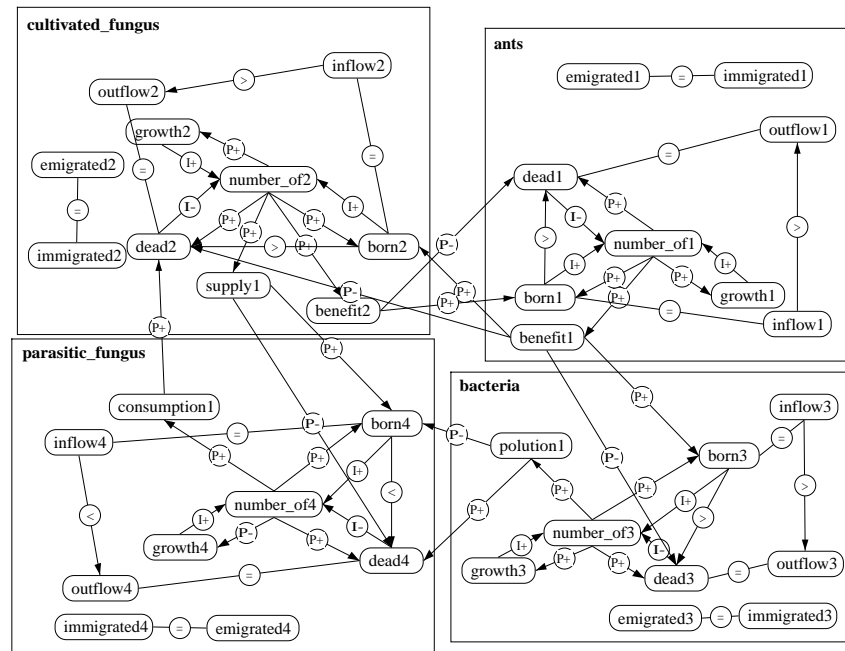 cultivated_fungus
inflow2
outflow2
>
growth2
P+
I+
=
=
emigrated2
number_of2
=
I-
P+
P+
I+
P+
P+
immigrated2
dead2
>
born2
supply1
P+
P-
benefit2
P+
ants
emigrated1
=
immigrated1
outflow1
=
dead1
P-
I-
P+
number_of1
>
I+
I+
>
P+
P+
growth1
P+
P+
born1
P+
=
inflow1
benefit1
parasitic_fungus
P+
P+
consumption1
inflow4
=
born4
P-
P-
P+
P+
I+
<
<
number_of4
I+
P-
P+
I-
growth4
dead4
outflow4
=
immigrated4
=
emigrated4
bacteria
P+
inflow3
polution1
=
born3
P-
P+
P+
P+
I+
>
>
number_of3
I+
P+
P+
I-
growth3
dead3
=
outflow3
emigrated3
=
immigrated3